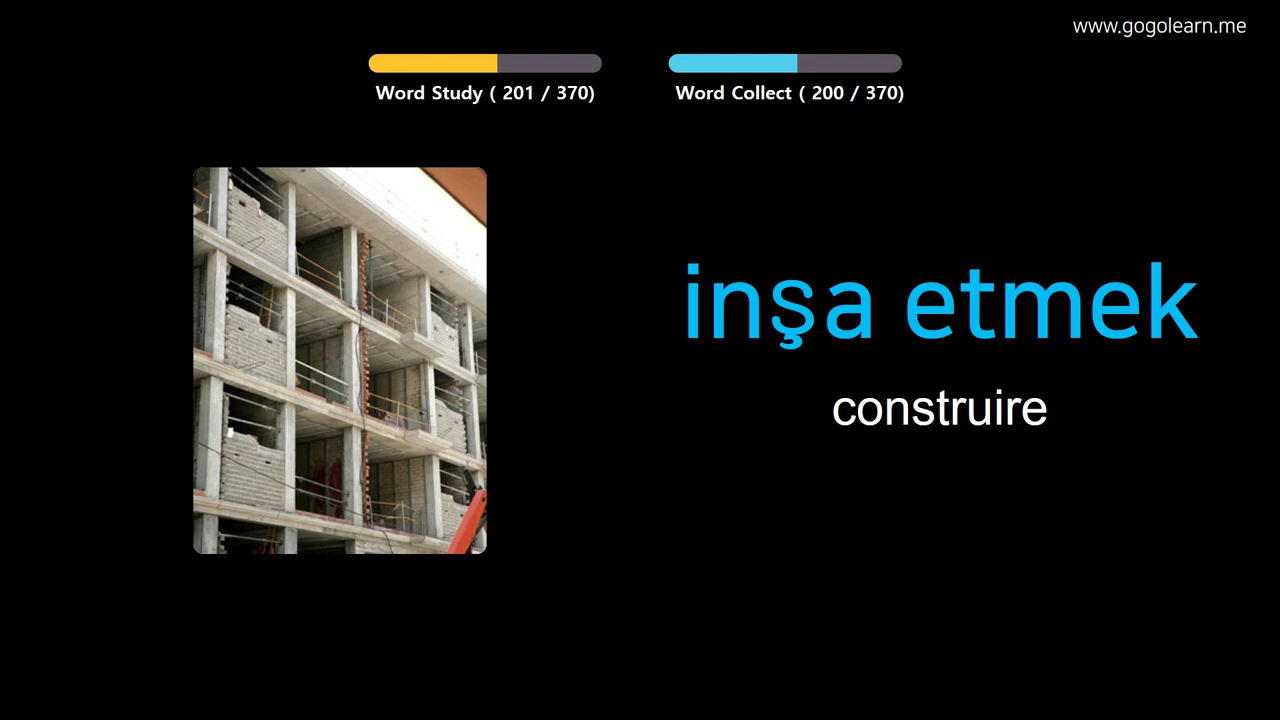 www.gogolearn.me
Word Study ( 201 / 370)
Word Collect ( 200 / 370)
inşa etmek
construire